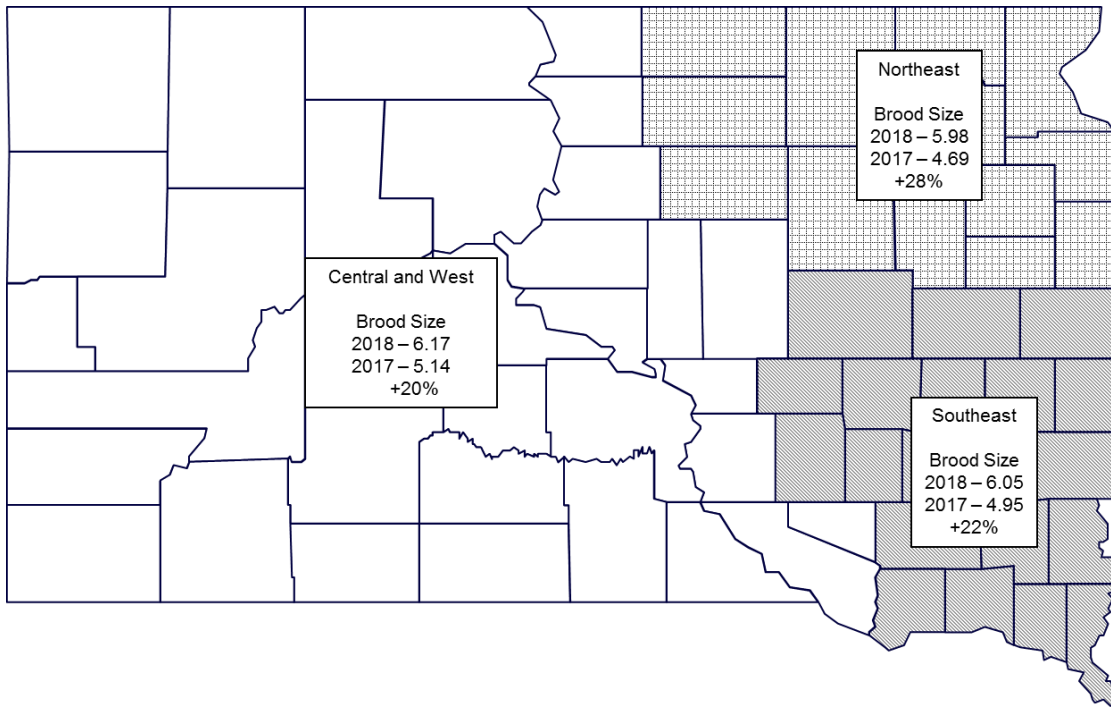 Northeast
Brood Size
2018 – 5.98
2017 – 4.69
+28%
Central and West
Brood Size
2018 – 6.17
2017 – 5.14
+20%
Southeast
Brood Size
2018 – 6.05
2017 – 4.95
+22%